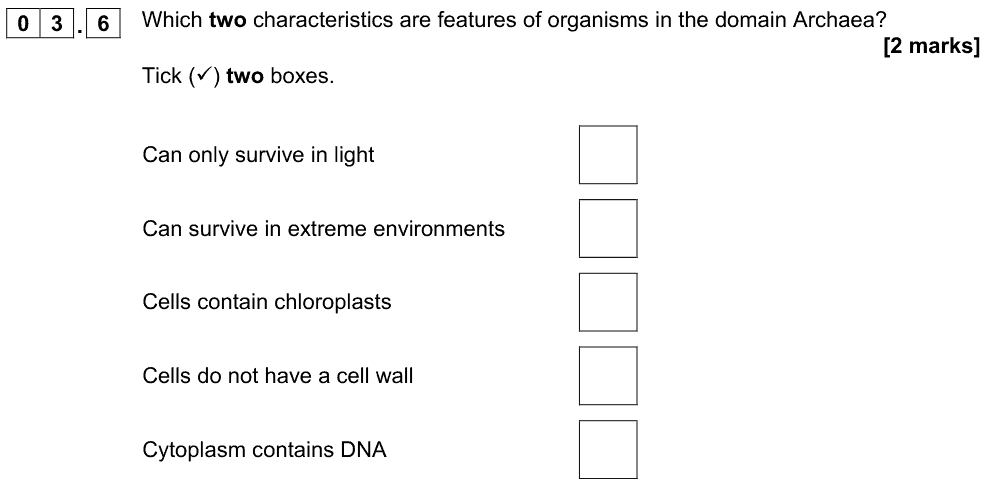 03.6 Which two characteristics are features of organisms in the domain Archaea?
[2 marks]
Tick (✓) two boxes.
Can only survive in light
Can survive in extreme environments
Cells contain chloroplasts
Cells do not have a cell wall
Cytoplasm contains DNA